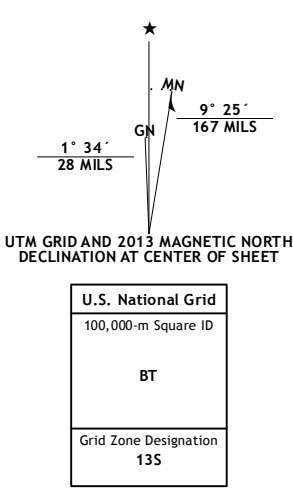 ★
MN
9° 25´
167 MILS
GN
1° 34´
28 MILS
UTM GRID AND 2013 MAGNETIC NORTH
DECLINATION AT CENTER OF SHEET
U.S. National Grid
100,000-m Square ID
BT
Grid Zone Designation
13S